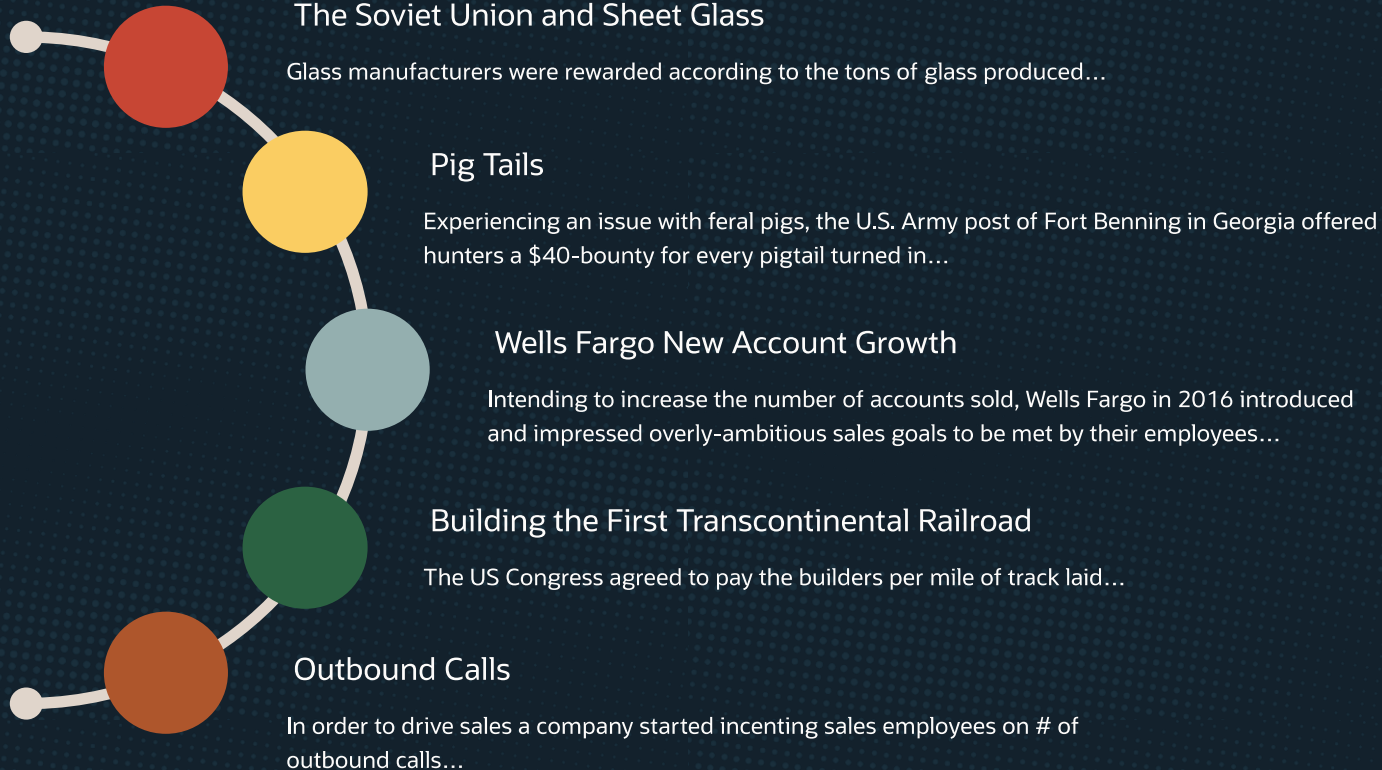 The Soviet Union and Sheet Glass
Glass manufacturers were rewarded according to the tons of glass produced...
Pig Tails
Experiencing an issue with feral pigs, the U.S. Army post of Fort Benning in Georgia offered
hunters a $40-bounty for every pigtail turned in...
Wells Fargo New Account Growth
Intending to increase the number of accounts sold, Wells Fargo in 2016 introduced
and impressed overly-ambitious sales goals to be met by their employees...
Building the First Transcontinental Railroad
The US Congress agreed to pay the builders per mile of track laid...
Outbound Calls
In order to drive sales a company started incenting sales employees on # of
outbound calls...